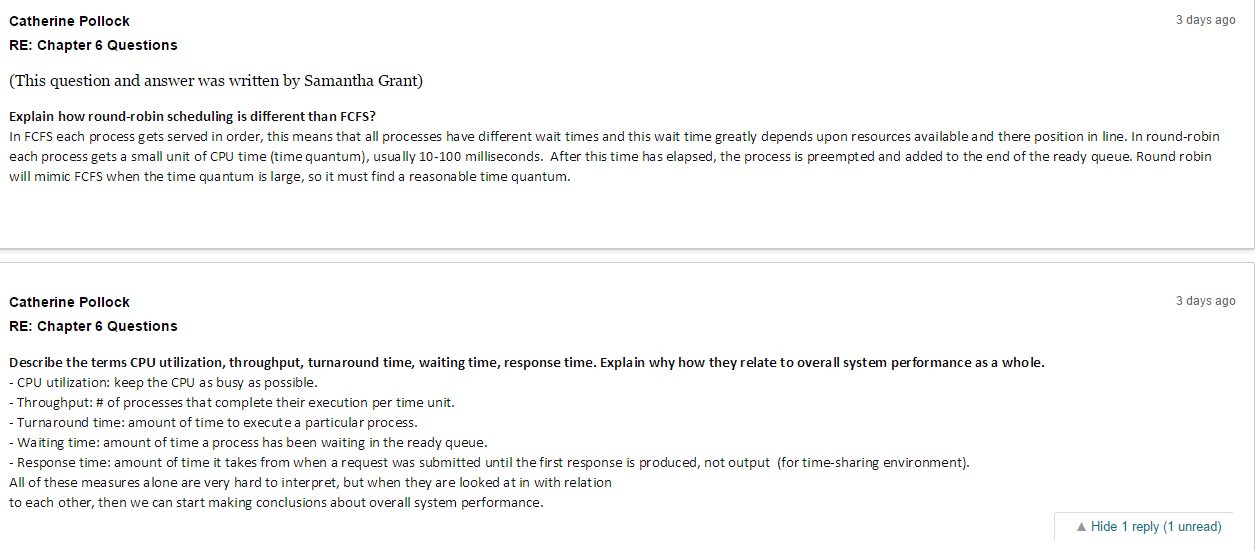 Catherine Pollock
3 days ago
RE: Chapter 6 Questions
(This question and answer was written by Samantha Grant)
Explain how round-robin scheduling is different than FCFS?
In FCFS each process gets served in order, this means that all processes have different wait times and this wait time greatly depends upon resources available and there position in line. In round-robin
each process gets a small unit of CPU time (time quantum), usually 10-100 milliseconds.  After this time has elapsed, the process is preempted and added to the end of the ready queue. Round robin
will mimic FCFS when the time quantum is large, so it must find a reasonable time quantum.
Catherine Pollock
3 days ago
RE: Chapter 6 Questions
Describe the terms CPU utilization, throughput, turnaround time, waiting time, response time. Explain why how they relate to overall system performance as a whole.
- CPU utilization: keep the CPU as busy as possible.
- Throughput: # of processes that complete their execution per time unit.
- Turnaround time: amount of time to execute a particular process.
- Waiting time: amount of time a process has been waiting in the ready queue.
- Response time: amount of time it takes from when a request was submitted until the first response is produced, not output  (for time-sharing environment).
All of these measures alone are very hard to interpret, but when they are looked at in with relation
to each other, then we can start making conclusions about overall system performance.
▲ Hide 1 reply (1 unread)